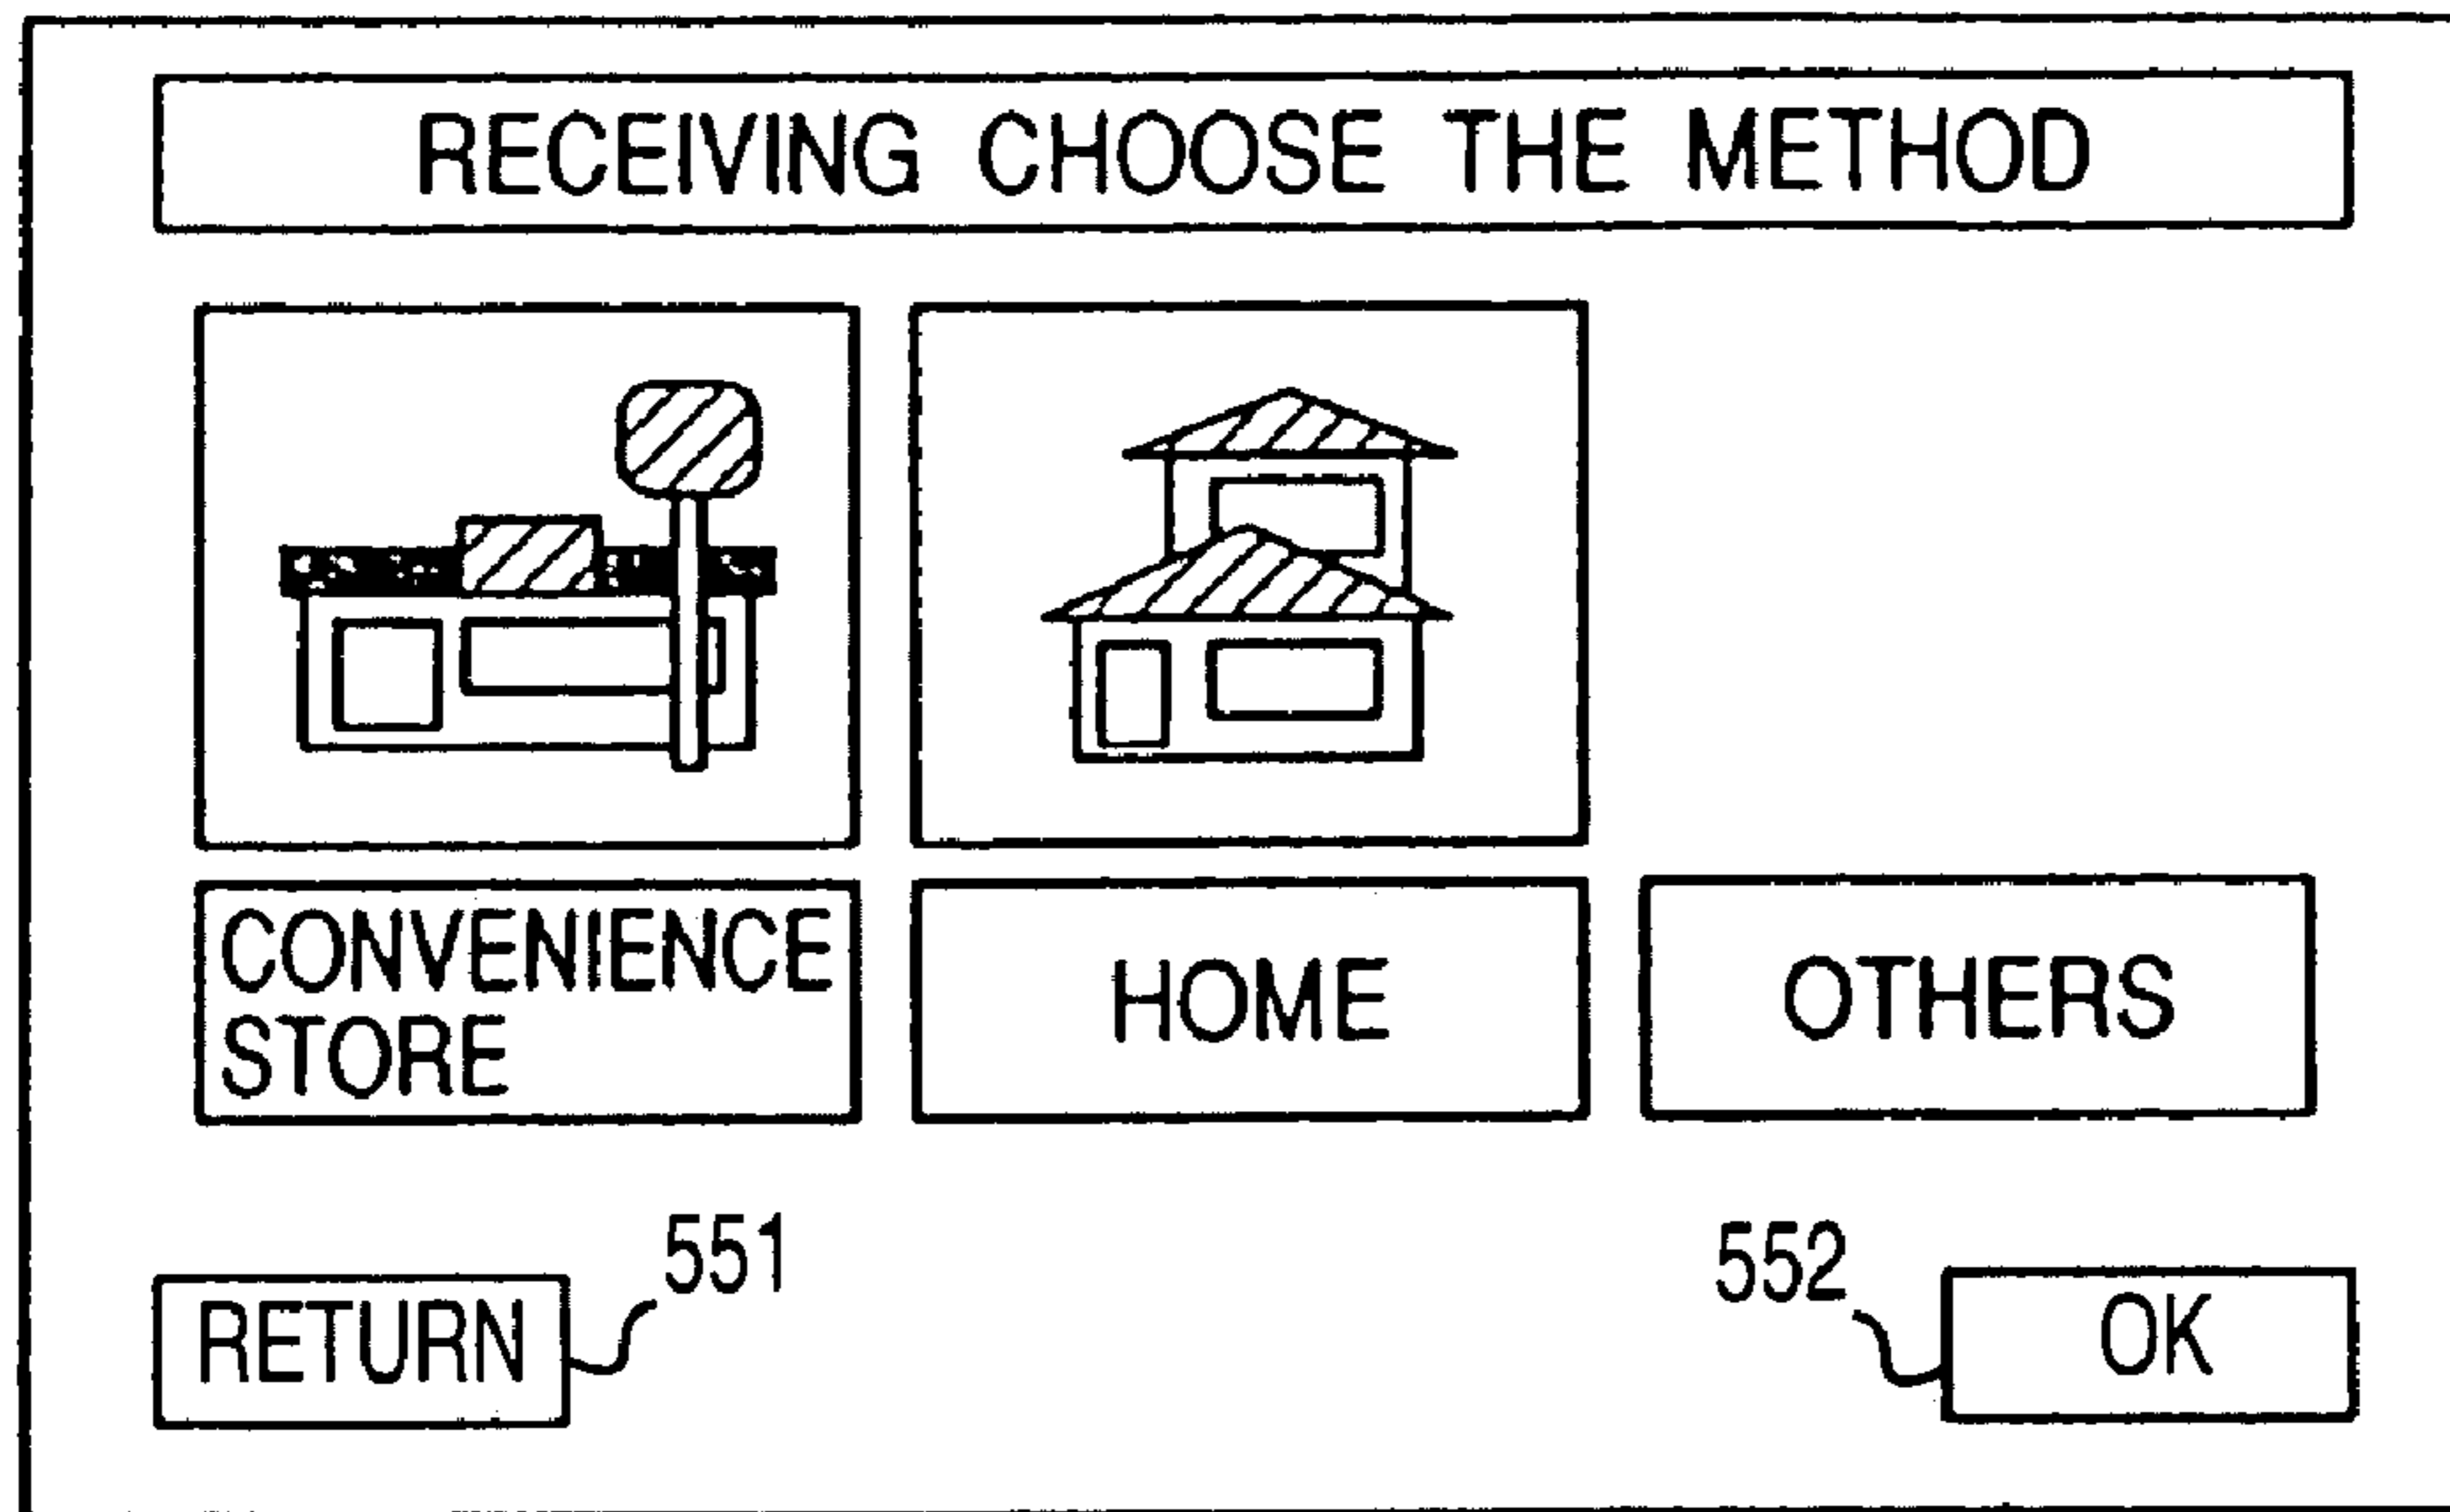 RECEIVING CHOOSE THE METHOD
CONVENIENCE
STORE
HOME
OTHERS
551
552
RETURN
OK